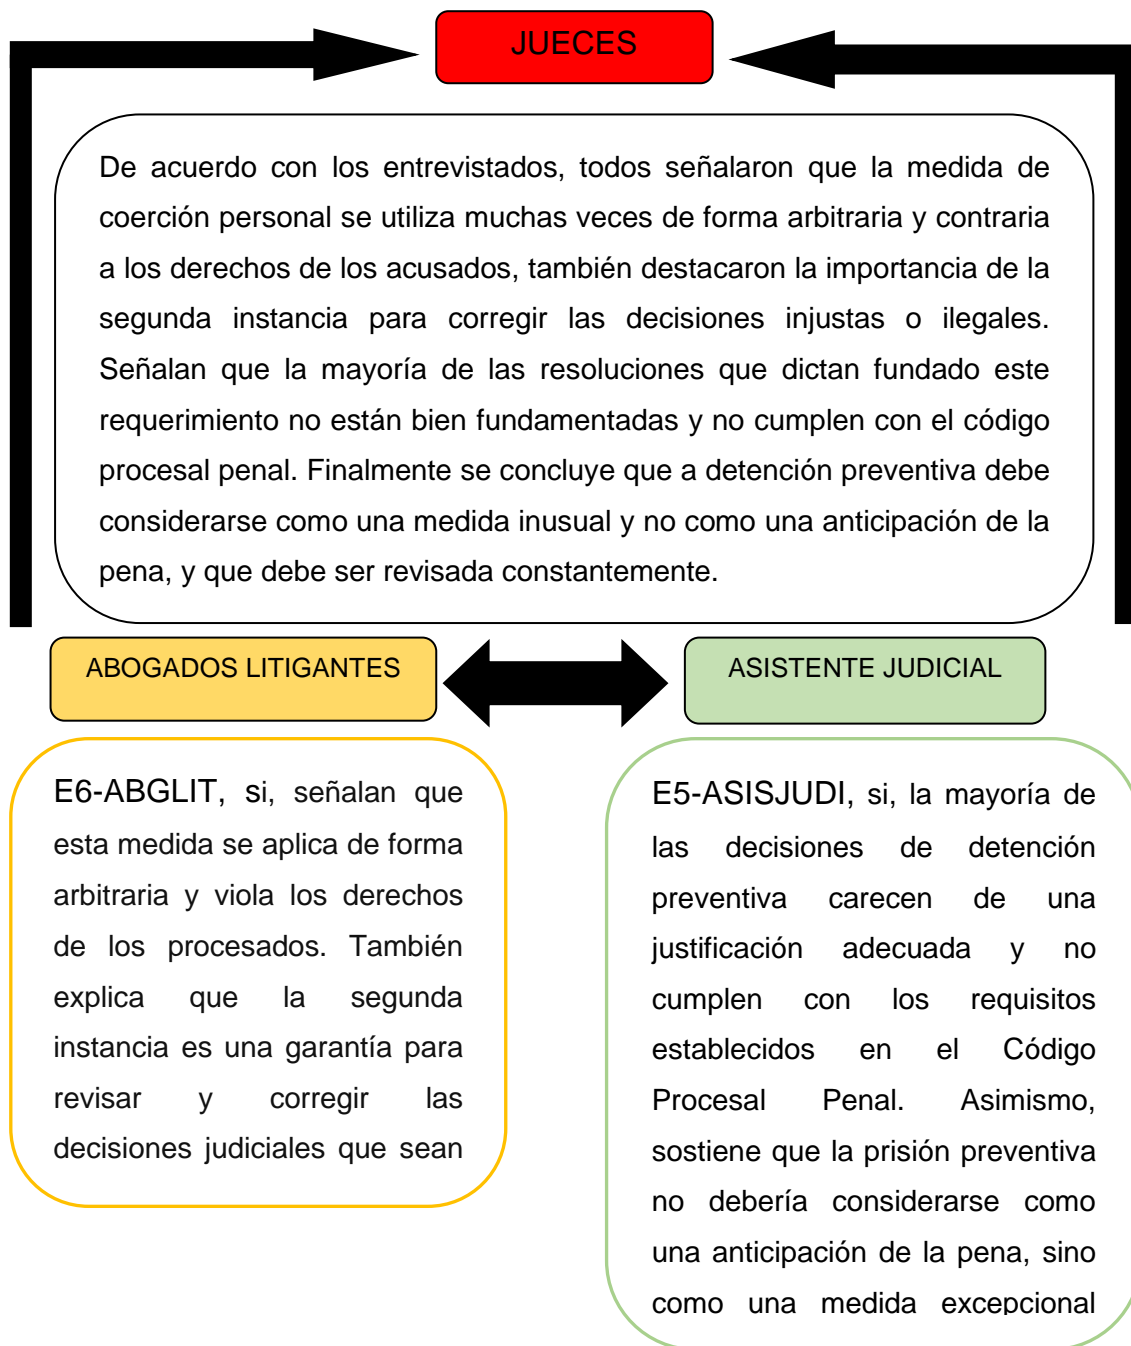 JUECES
De acuerdo con los entrevistados, todos señalaron que la medida de
coerción personal se utiliza muchas veces de forma arbitraria y contraria
a los derechos de los acusados, también destacaron la importancia de la
segunda instancia para corregir las decisiones injustas o ilegales.
Señalan que la mayoría de las resoluciones que dictan fundado este
requerimiento no están bien fundamentadas y no cumplen con el código
procesal penal. Finalmente se concluye que a detención preventiva debe
considerarse como una medida inusual y no como una anticipación de la
pena, y que debe ser revisada constantemente.
ABOGADOS LITIGANTES
ASISTENTE JUDICIAL
E6-ABGLIT, si, señalan que
esta medida se aplica de forma
arbitraria y viola los derechos
de los procesados. También
explica que la segunda
instancia es una garantía para
revisar y corregir las
decisiones judiciales que sean
E5-ASISJUDI, si, la mayoría de
las decisiones de detención
preventiva carecen de una
justificación adecuada y no
cumplen con los requisitos
establecidos en el Código
Procesal Penal. Asimismo,
sostiene que la prisión preventiva
no debería considerarse como
una anticipación de la pena, sino
como una medida excepcional